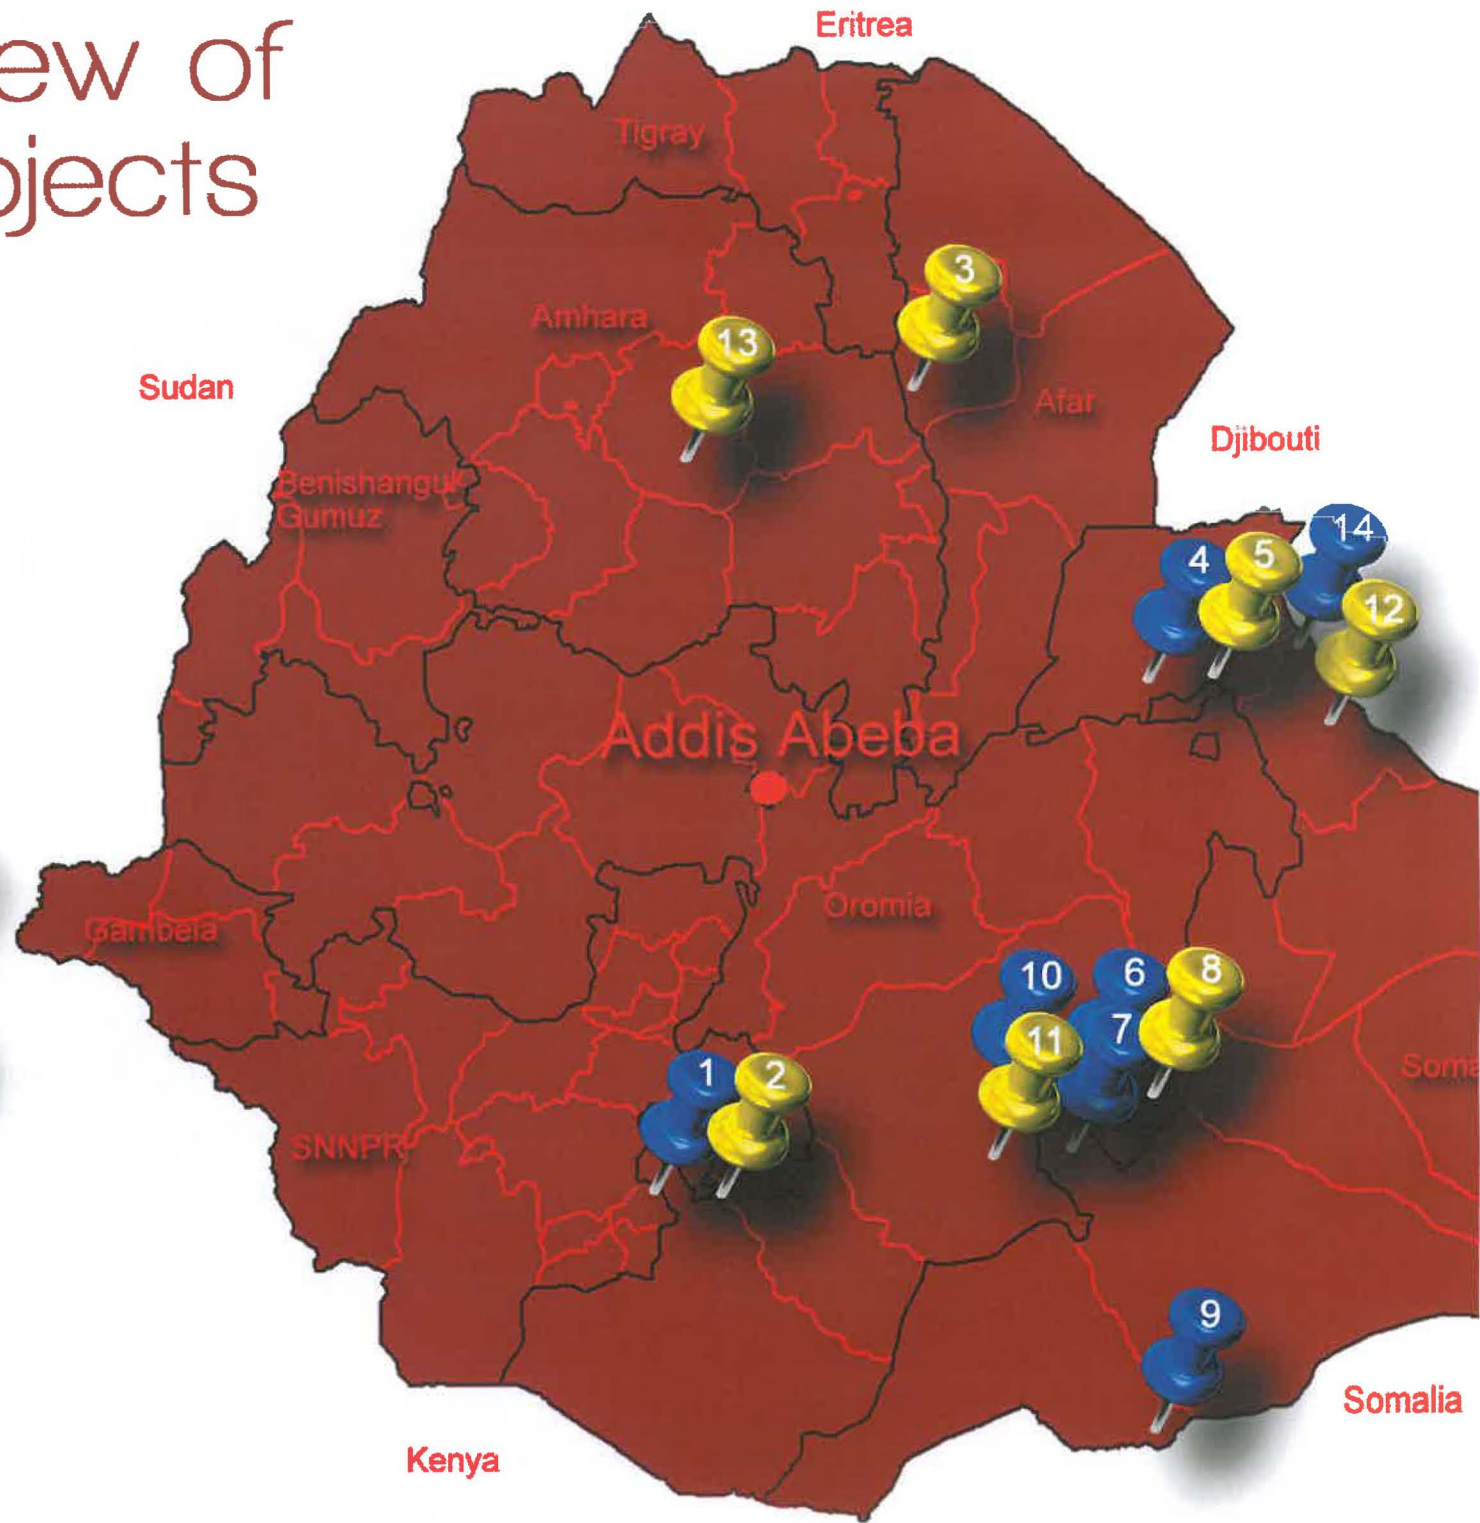 ew of
ojects
Eritrea
Tigray
3
Amhara
13
Sudan
Afar
Djibouti
Benishangul
Gumuz
14
4
5
12
Addis Abeba
Oromia
Gambela
10
6
8
7
11
Soma
1
2
SNNPR
9
Somalia
Kenya